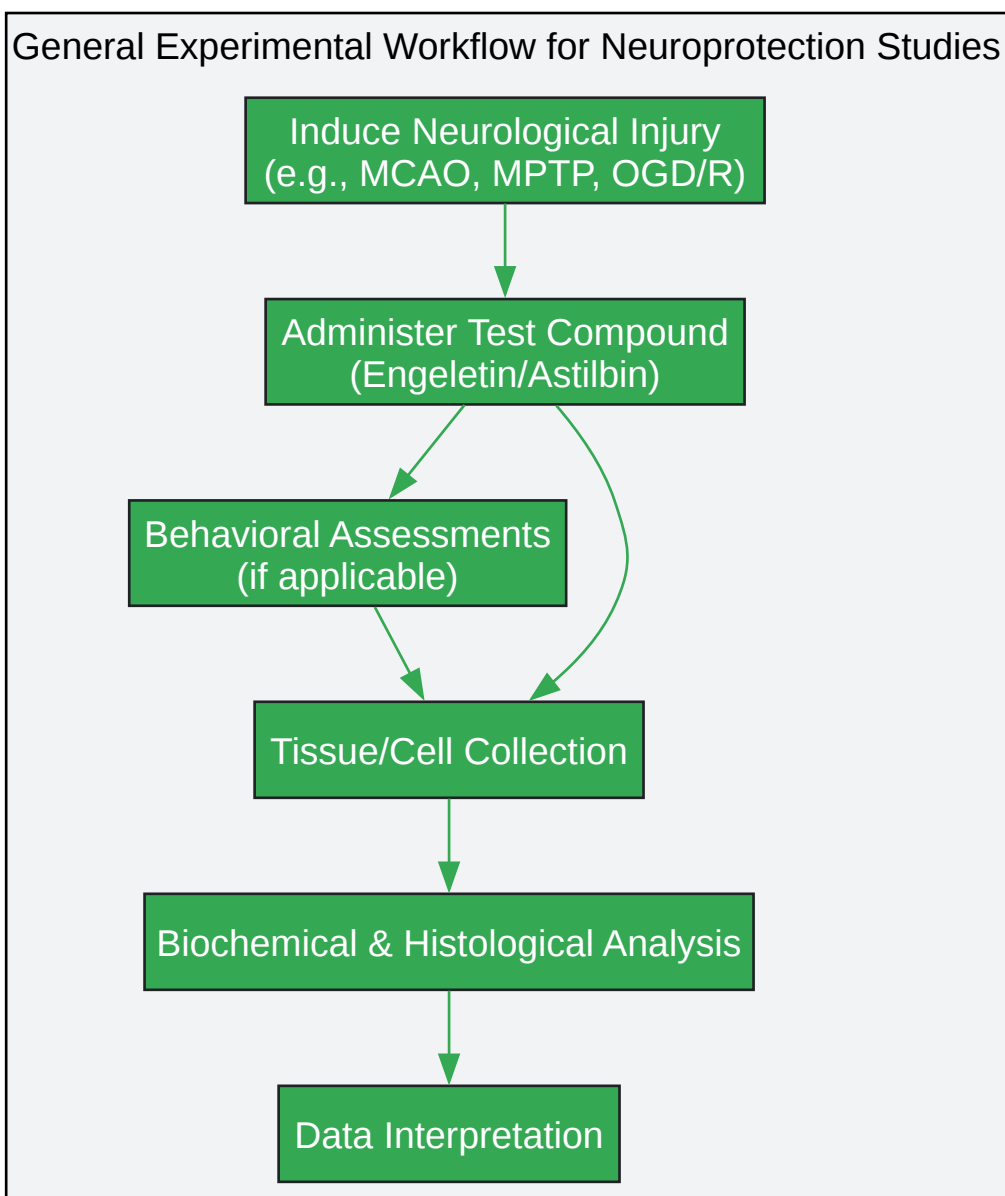 General Experimental Workflow for Neuroprotection Studies
Induce Neurological Injury
(e.g., MCAO, MPTP, OGD/R)
Administer Test Compound
(Engeletin/Astilbin)
Behavioral Assessments
(if applicable)
Tissue/Cell Collection
Biochemical & Histological Analysis
Data Interpretation